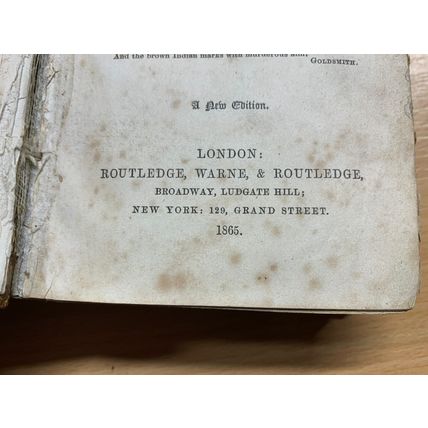 And the brown Indian marks with murderous aim,
GOLDSMITH.
A New Edition.
LONDON:
ROUTLEDGE, WARNE, & ROUTLEDGE,
BROADWAY, LUDGATE HILL;
NEW YORK: 129, GRAND STREET.
1865.